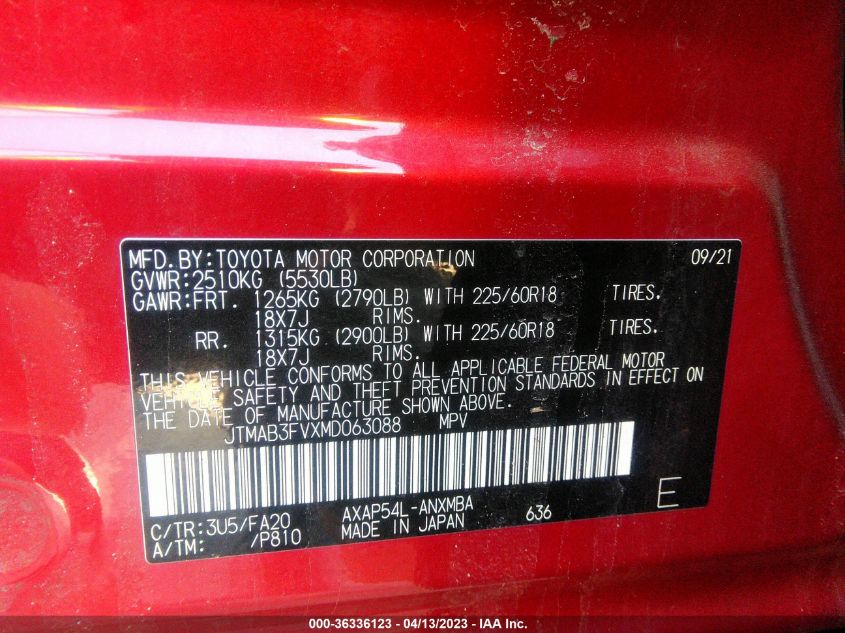 MFD.BY:TOYOTA MOTOR CORPORATION 09/21
GVWR:2510KG (5530LB)
GAWR:FRT. 1265KG (2790LB) WITH 225/60R18 TIRES.
18X7J RIMS.
RR. 1315KG (2900LB) WITH 225/60R18 TIRES.
18X7J RIMS.
THIS VEHICLE CONFORMS TO ALL APPLICABLE FEDERAL MOTOR
VEHICLE SAFETY AND THEFT PREVENTION STANDARDS IN EFFECT ON
THE DATE OF MANUFACTURE SHOWN ABOVE.
JTMAB3FVXMD063088 MPV
C/TR:3U5/FA20 AXAP54L-ANXMBA 636 E
A/TM: /P810 MADE IN JAPAN
000-36336123 - 04/13/2023 - IAA Inc.